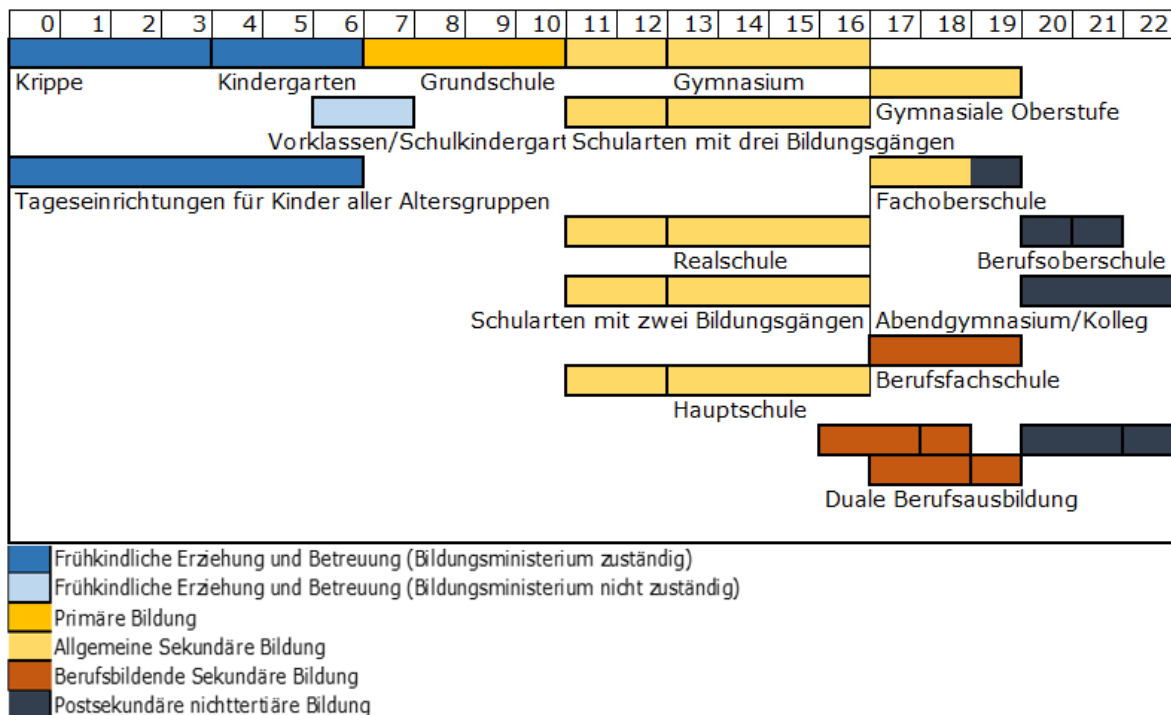 0 1 2 3 4 5 6 7 8 9 10 11 12 13 14 15 16 17 18 19 20 21 22
Krippe Kindergarten Grundschule Gymnasium
Gymnasiale Oberstufe
Vorklassen/Schulkindergart Schularten mit drei Bildungsgängen
Tageseinrichtungen für Kinder aller Altersgruppen Fachoberschule
Realschule Berufsoberschule
Schularten mit zwei Bildungsgängen Abendgymnasium/Kolleg
Berufsfachschule
Hauptschule
Duale Berufsausbildung
Frühkindliche Erziehung und Betreuung (Bildungsministerium zuständig)
Frühkindliche Erziehung und Betreuung (Bildungsministerium nicht zuständig)
Primäre Bildung
Allgemeine Sekundäre Bildung
Berufsbildende Sekundäre Bildung
Postsekundäre nichttertiäre Bildung